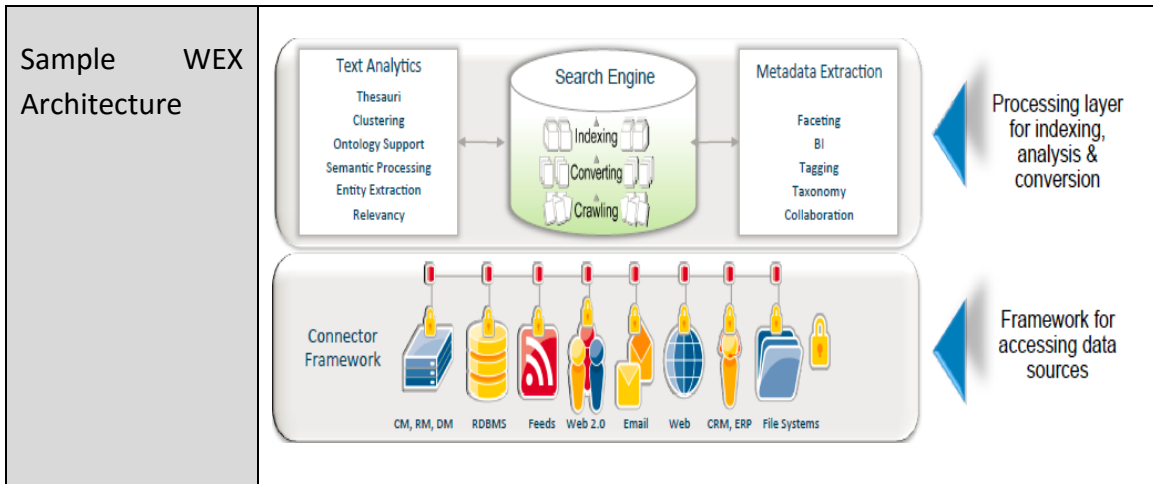 Sample WEX
Architecture
Text Analytics
Thesauri
Clustering
Ontology Support
Semantic Processing
Entity Extraction
Relevancy
Search Engine
Indexing
Converting
Crawling
Metadata Extraction
Faceting
BI
Tagging
Taxonomy
Collaboration
Processing layer
for indexing,
analysis &
conversion
Connector
Framework
CM, RM, DM
RDBMS
Feeds
Web 2.0
Email
Web
CRM, ERP
File Systems
Framework for
accessing data
sources